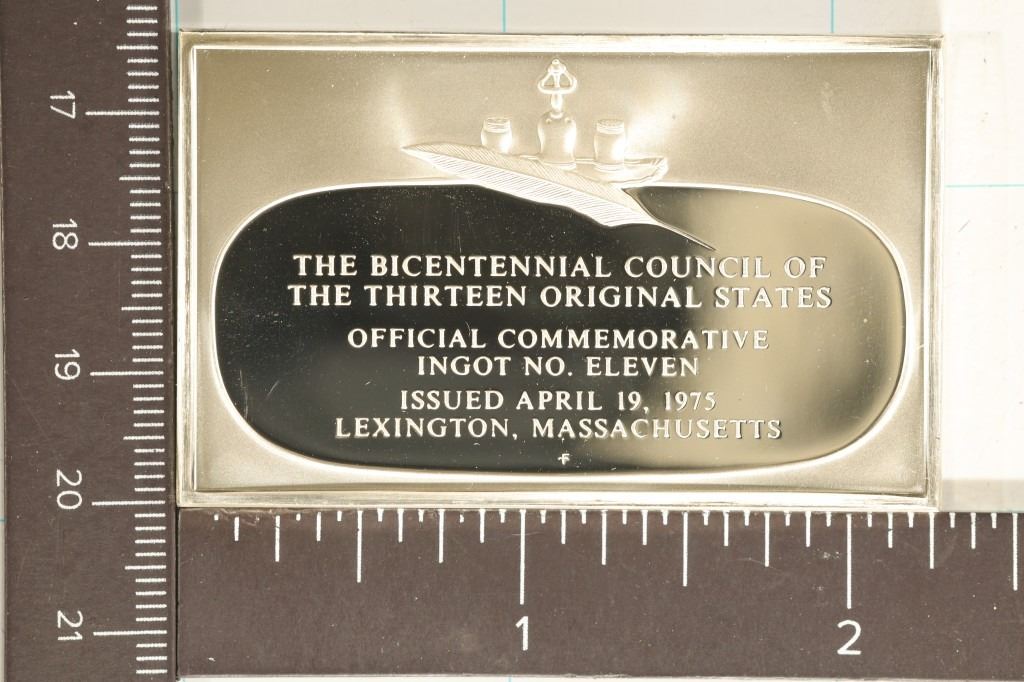 THE BICENTENNIAL COUNCIL OF
THE THIRTEEN ORIGINAL STATES
OFFICIAL COMMEMORATIVE
INGOT NO. ELEVEN
ISSUED APRIL 19, 1975
LEXINGTON, MASSACHUSETTS
F
17
18
19
20
21
1
2